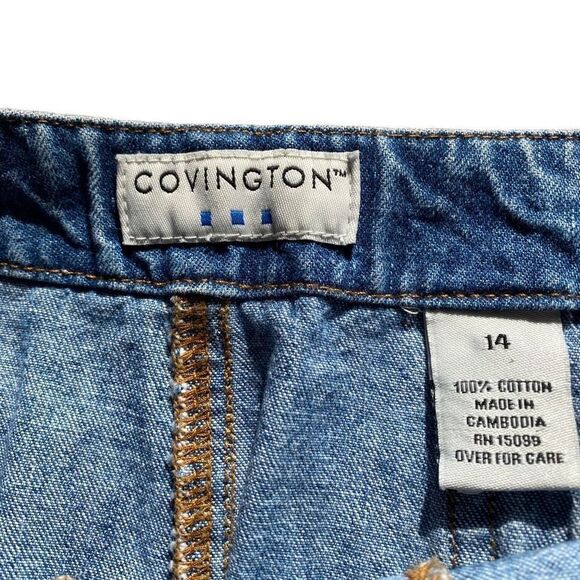 COVINGTON™
14
100% COTTON
MADE IN
CAMBODIA
RN 15099
OVER FOR CARE